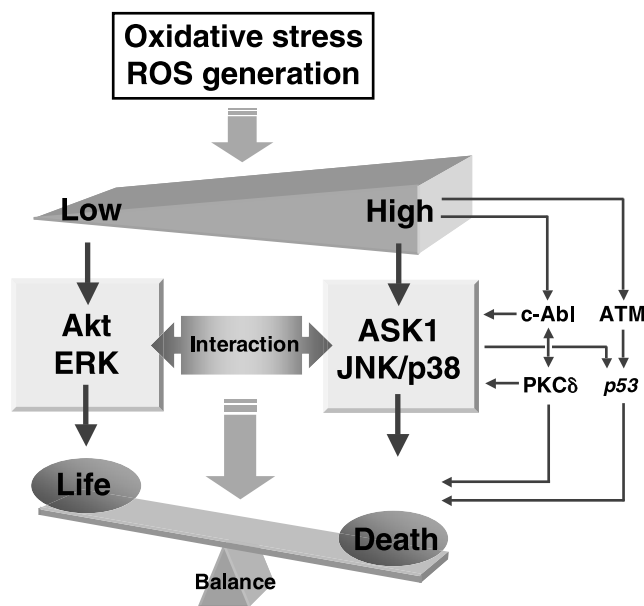 Oxidative stress
ROS generation
Low
High
Akt
ERK
Interaction
ASK1
JNK/p38
c-Abl
ATM
PKCδ
p53
Life
Death
Balance